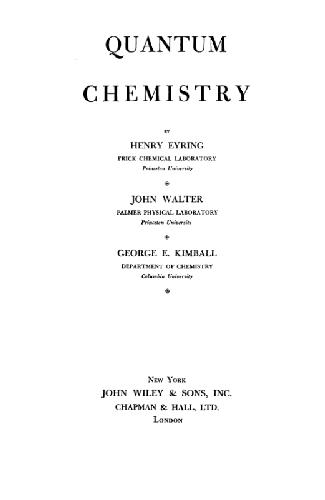 QUANTUM
CHEMISTRY
BY
HENRY EYRING
FRICK CHEMICAL LABORATORY
Princeton University
JOHN WALTER
PALMER PHYSICAL LABORATORY
Princeton University
GEORGE E. KIMBALL
DEPARTMENT OF CHEMISTRY
Columbia University
NEW YORK
JOHN WILEY & SONS, INC.
CHAPMAN & HALL, LTD.
LONDON